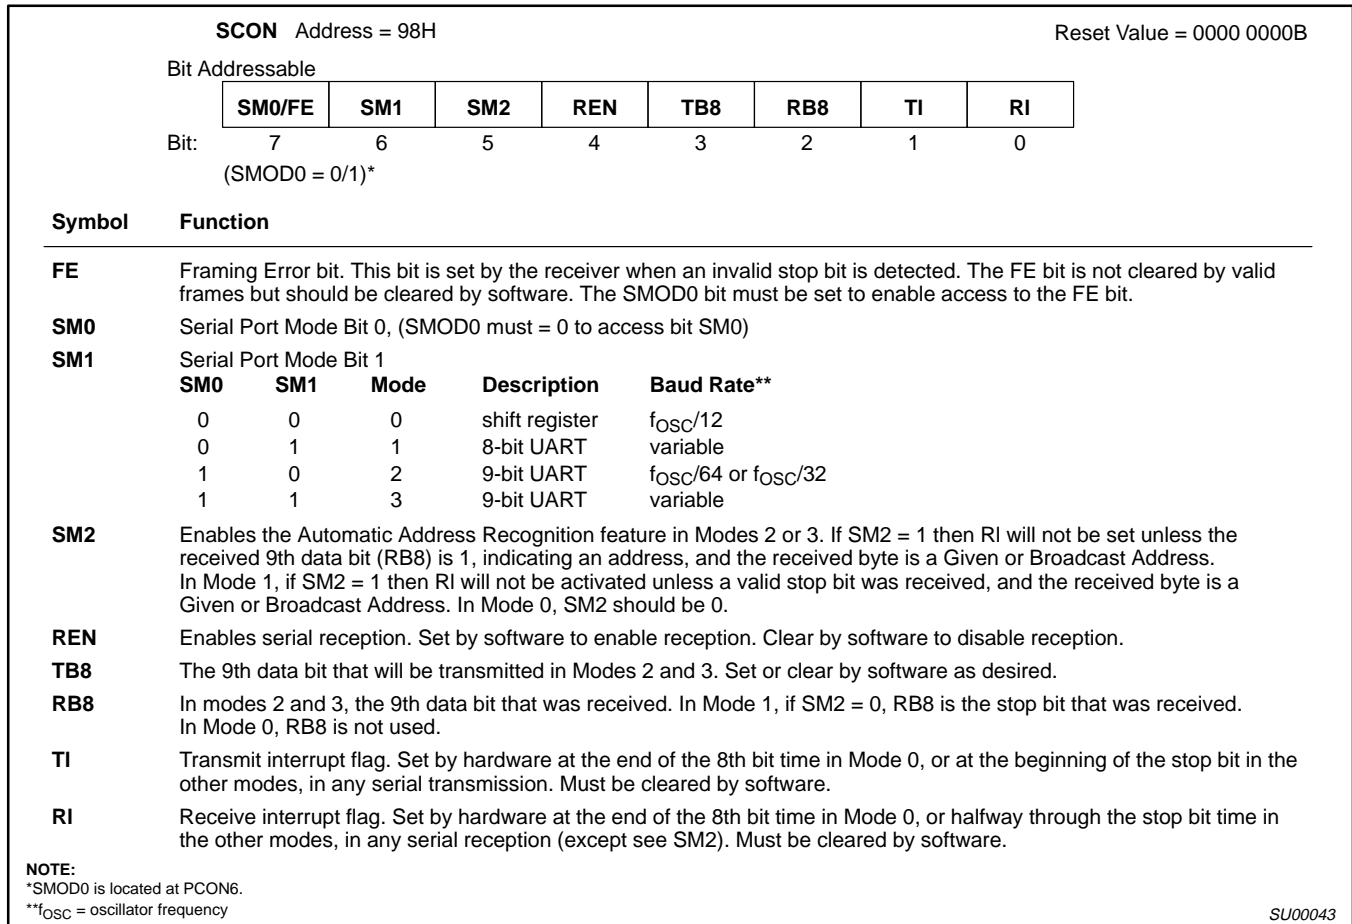 SCON Address = 98H Reset Value = 0000 0000B
Bit Addressable
SM0/FE SM1 SM2 REN TB8 RB8 TI RI
Bit: 7 6 5 4 3 2 1 0
(SMOD0 = 0/1)*
Symbol Function
FE Framing Error bit. This bit is set by the receiver when an invalid stop bit is detected. The FE bit is not cleared by valid
frames but should be cleared by software. The SMOD0 bit must be set to enable access to the FE bit.
SM0 Serial Port Mode Bit 0, (SMOD0 must = 0 to access bit SM0)
SM1 Serial Port Mode Bit 1
SM0 SM1 Mode Description Baud Rate**
0 0 0 shift register fOSC/12
0 1 1 8-bit UART variable
1 0 2 9-bit UART fOSC/64 or fOSC/32
1 1 3 9-bit UART variable
SM2 Enables the Automatic Address Recognition feature in Modes 2 or 3. If SM2 = 1 then RI will not be set unless the
received 9th data bit (RB8) is 1, indicating an address, and the received byte is a Given or Broadcast Address.
In Mode 1, if SM2 = 1 then RI will not be activated unless a valid stop bit was received, and the received byte is a
Given or Broadcast Address. In Mode 0, SM2 should be 0.
REN Enables serial reception. Set by software to enable reception. Clear by software to disable reception.
TB8 The 9th data bit that will be transmitted in Modes 2 and 3. Set or clear by software as desired.
RB8 In modes 2 and 3, the 9th data bit that was received. In Mode 1, if SM2 = 0, RB8 is the stop bit that was received.
In Mode 0, RB8 is not used.
TI Transmit interrupt flag. Set by hardware at the end of the 8th bit time in Mode 0, or at the beginning of the stop bit in the
other modes, in any serial transmission. Must be cleared by software.
RI Receive interrupt flag. Set by hardware at the end of the 8th bit time in Mode 0, or halfway through the stop bit time in
the other modes, in any serial reception (except see SM2). Must be cleared by software.
NOTE:
*SMOD0 is located at PCON6.
**fOSC = oscillator frequency
SU00043